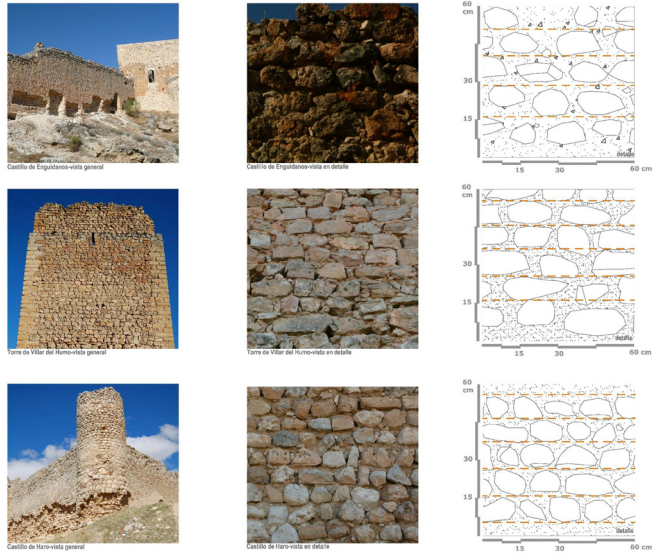 60
cm
30
15
detalle
15
30
60 cm
Castillo de Enguidanos-vista general
Castillo de Enguidanos-vista en detalle
60
cm
30
15
detalle
15
30
60 cm
Torre de Villar del Humo-vista general
Torre de Villar del Humo-vista en detalle
60
cm
30
15
detalle
15
30
60 cm
Castillo de Haro-vista general
Castillo de Haro-vista en detalle